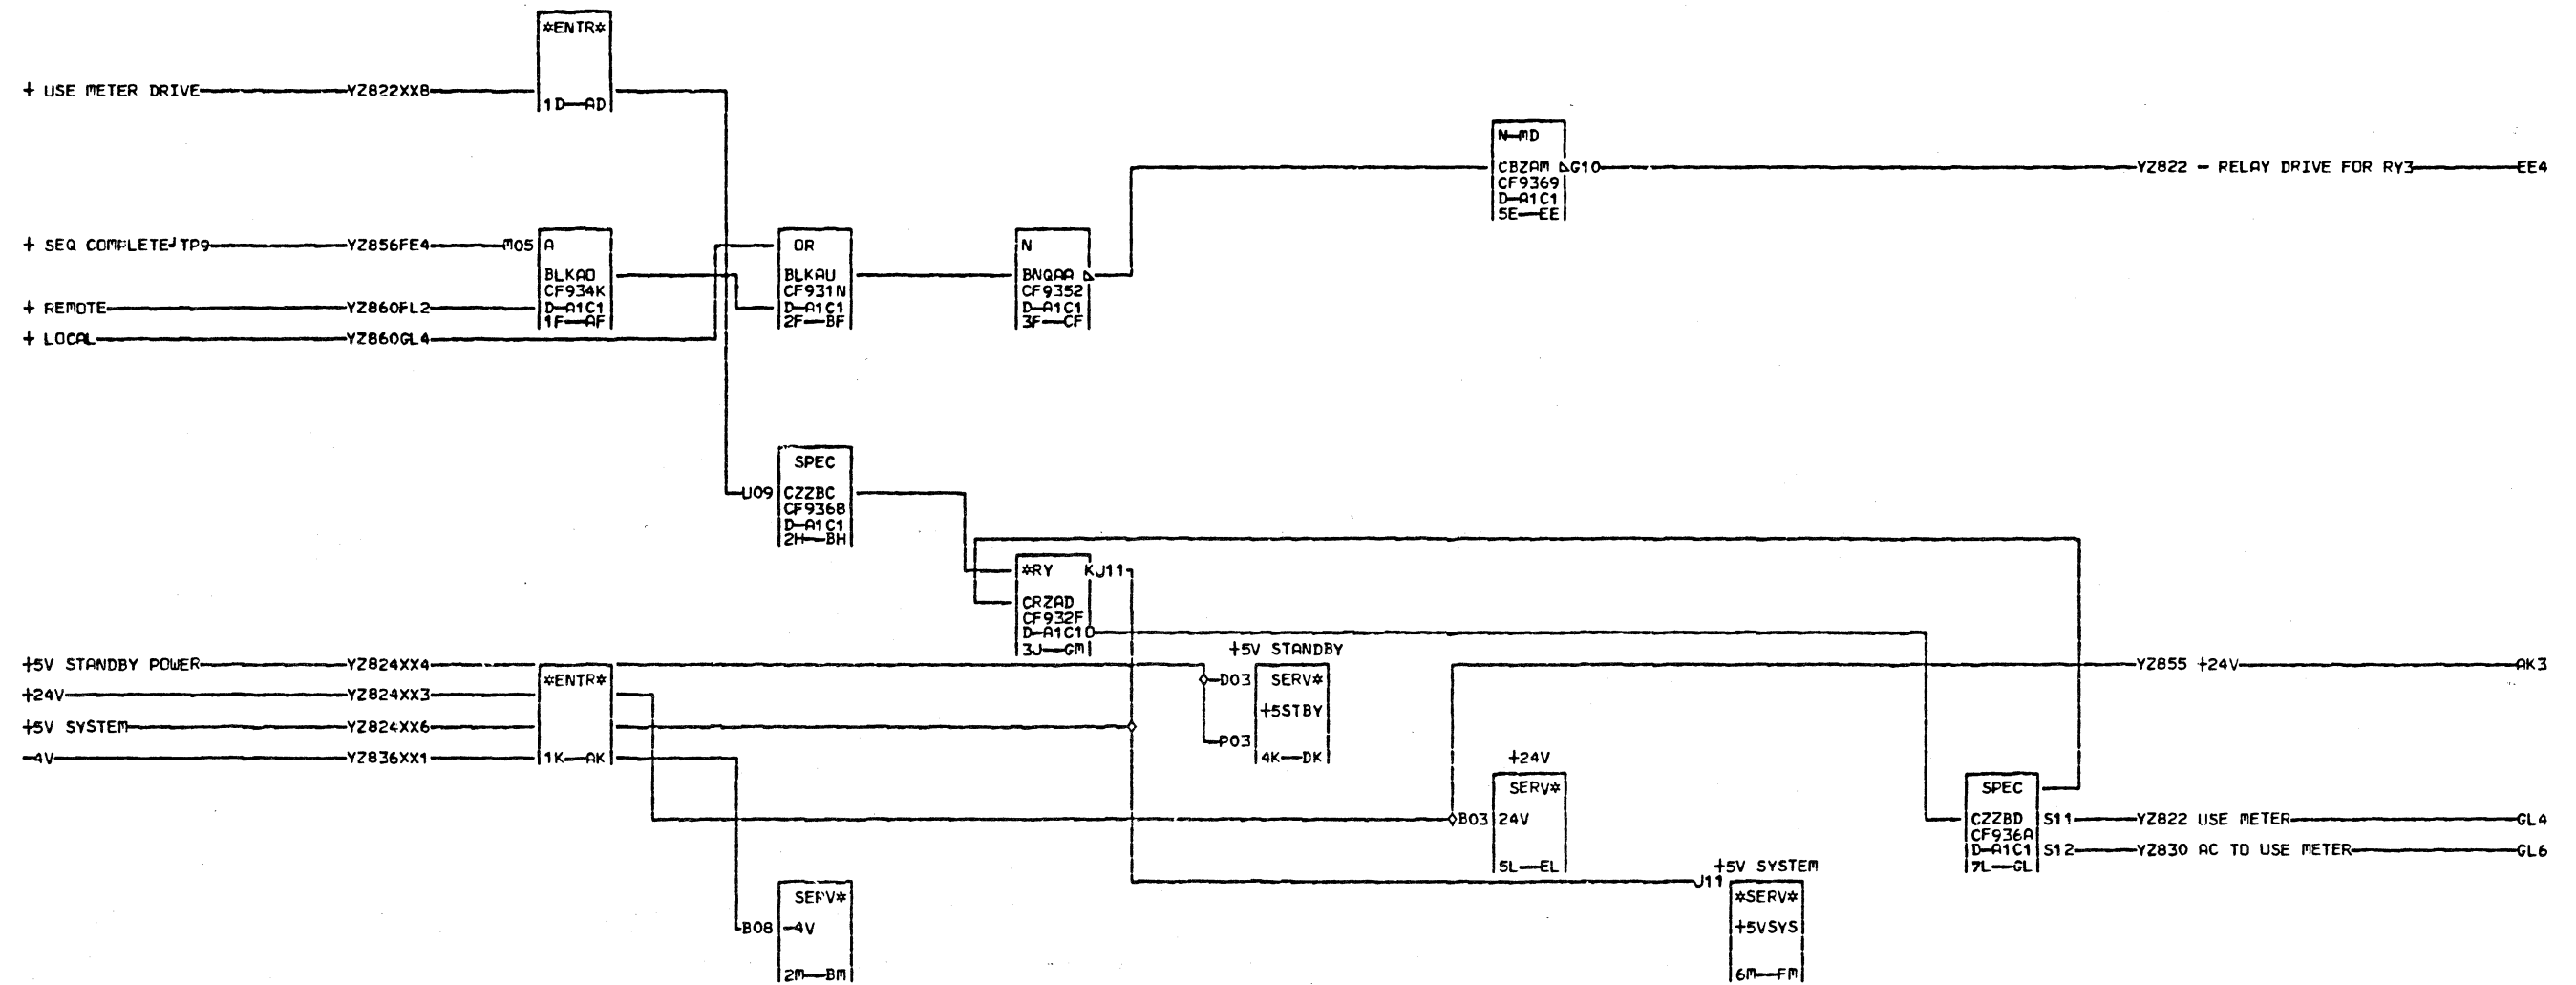 *ENTR*
+ USE METER DRIVE YZ822XX8
1D AD
N MD
CBZAM G10 YZ822 - RELAY DRIVE FOR RY3 EE4
CF9369
D A1C1
5E EE
+ SEQ COMPLETE TP9 YZ856FE4 M05 A
OR
N
BLKAO
BLKAU
BNQAA
CF934K
CF931N
CF9352
+ REMOTE YZ860FL2 D A1C1
D A1C1
D A1C1
1F AF
2F BF
3F CF
+ LOCAL YZ860GL4
SPEC
U09 CZZBC
CF9368
D A1C1
2H BH
*RY K J11
CRZAD
CF932F
D A1C1
3J GM
+5V STANDBY
+5V STANDBY POWER YZ824XX4
YZ855 +24V AK3
*ENTR*
D03 SERV*
+24V YZ824XX3
+5STBY
+5V SYSTEM YZ824XX6
P03
-4V YZ836XX1 1K AK
4K DK
+24V
SERV*
SPEC
B03 24V
CZZBD S11 YZ822 USE METER GL4
CF936A
D A1C1 S12 YZ830 AC TO USE METER GL6
5L EL
7L GL
+5V SYSTEM
J11
SERV*
*SERV*
B08 -4V
+5VSYS
2M BM
6M FM